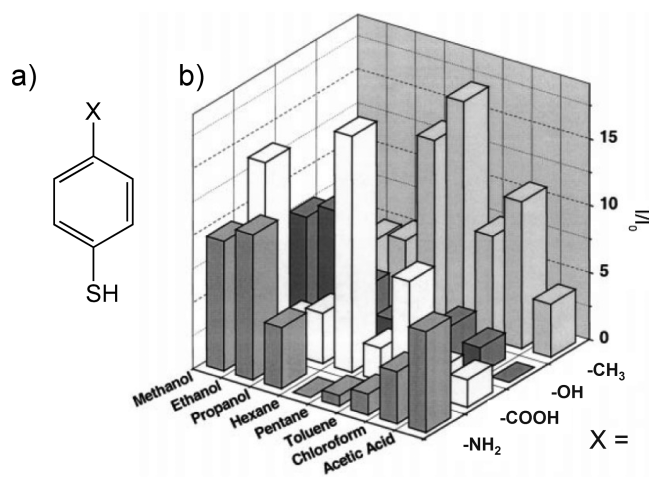 a)
X
SH
b)
15
10
5
0
I/I0
Methanol
Ethanol
Propanol
Hexane
Pentane
Toluene
Chloroform
Acetic Acid
-NH2
-COOH
-OH
-CH3
X =